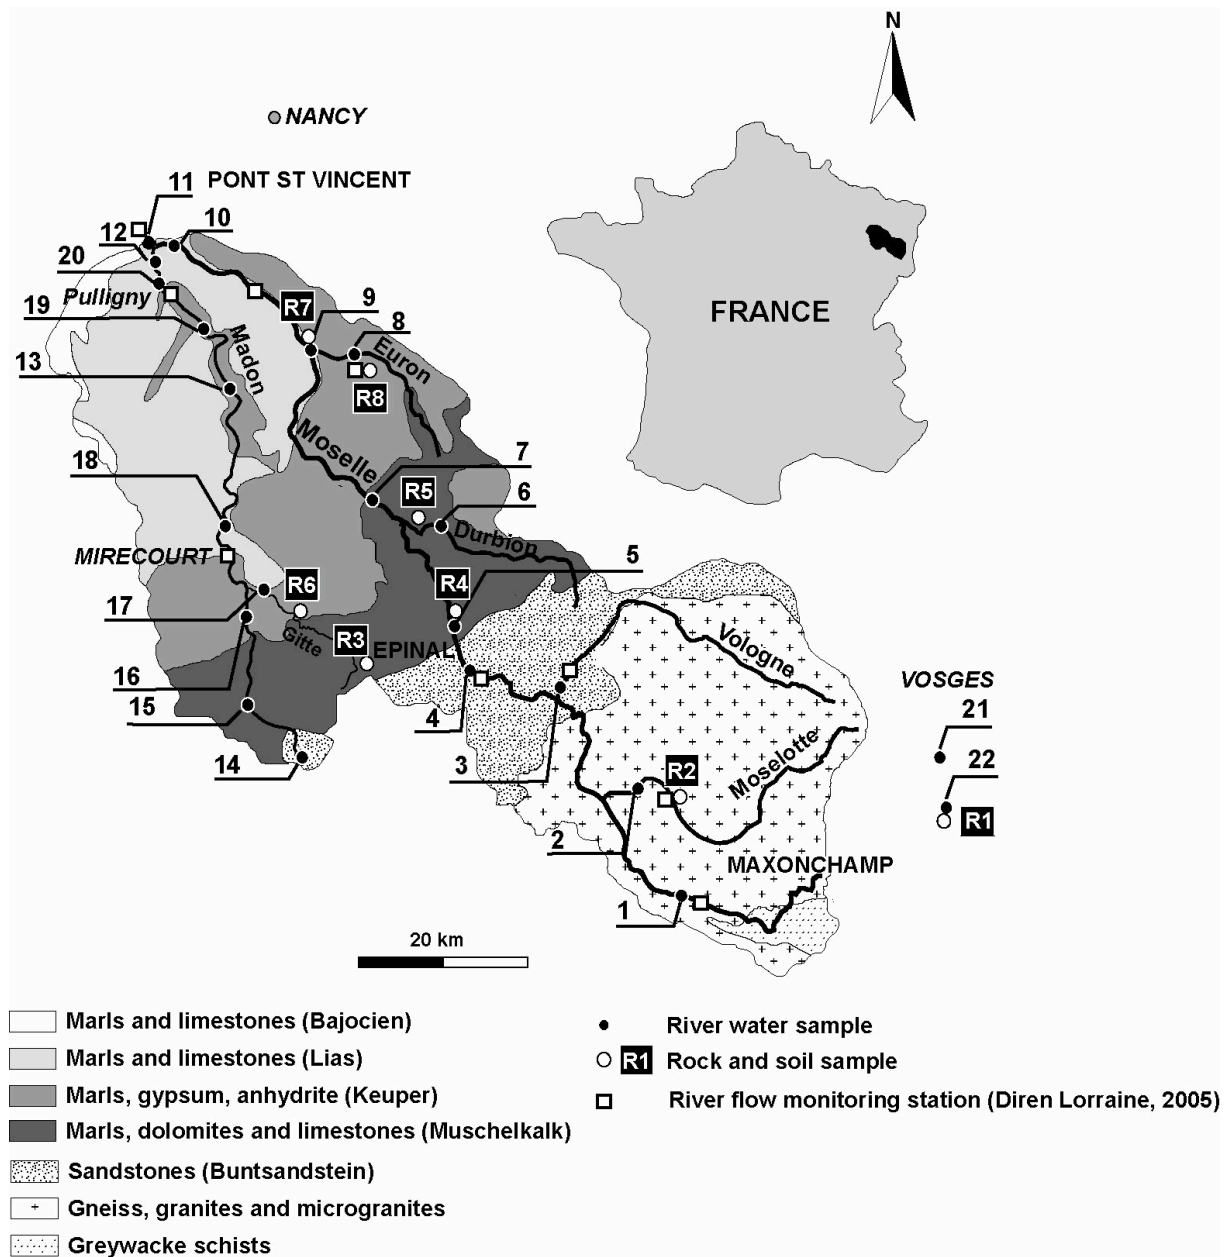 N
NANCY
11 PONT ST VINCENT
10
12
20
Pulligny
19
R7
9
8
Madon
Euron
FRANCE
13
R8
Moselle
7
18
R5
6
MIRECOURT
Durbion
5
R4
R6
17
Gitte
R3
EPINAL
Vologne
VOSGES
16
21
15
4
Moselotte
14
3
R2
22
R1
2
MAXONCHAMP
1
20 km
Marls and limestones (Bajocien)
Marls and limestones (Lias)
Marls, gypsum, anhydrite (Keuper)
Marls, dolomites and limestones (Muschelkalk)
Sandstones (Buntsandstein)
Gneiss, granites and microgranites
Greywacke schists
River water sample
R1 Rock and soil sample
River flow monitoring station (Diren Lorraine, 2005)